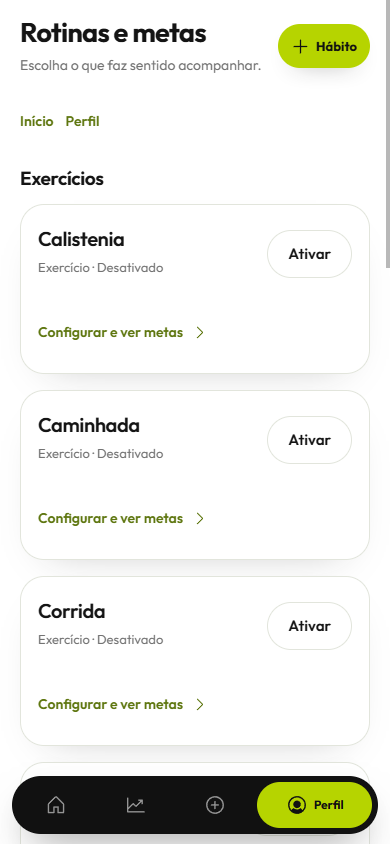 Rotinas e metas
Escolha o que faz sentido acompanhar.
Hábito
Início Perfil
Exercícios
Calistenia
Exercício · Desativado
Ativar
Configurar e ver metas
Caminhada
Exercício · Desativado
Ativar
Configurar e ver metas
Corrida
Exercício · Desativado
Ativar
Configurar e ver metas
Perfil